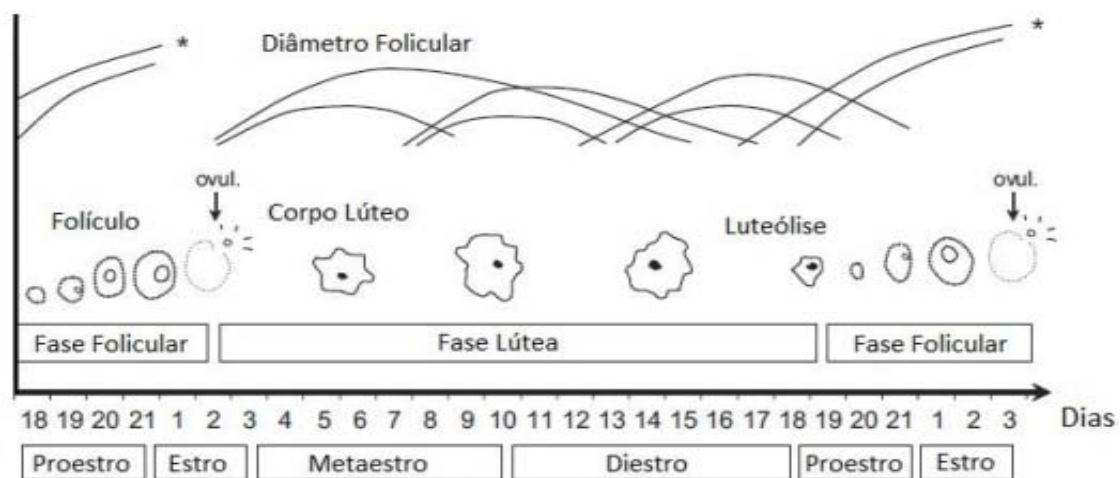 *
Diâmetro Folicular
*
ovul.
ovul.
Folículo
Corpo Lúteo
Luteólise
Fase Folicular
Fase Lútea
Fase Folicular
18 19 20 21 1 2 3 4 5 6 7 8 9 10 11 12 13 14 15 16 17 18 19 20 21 1 2 3 Dias
Proestro
Estro
Metaestro
Diestro
Proestro
Estro